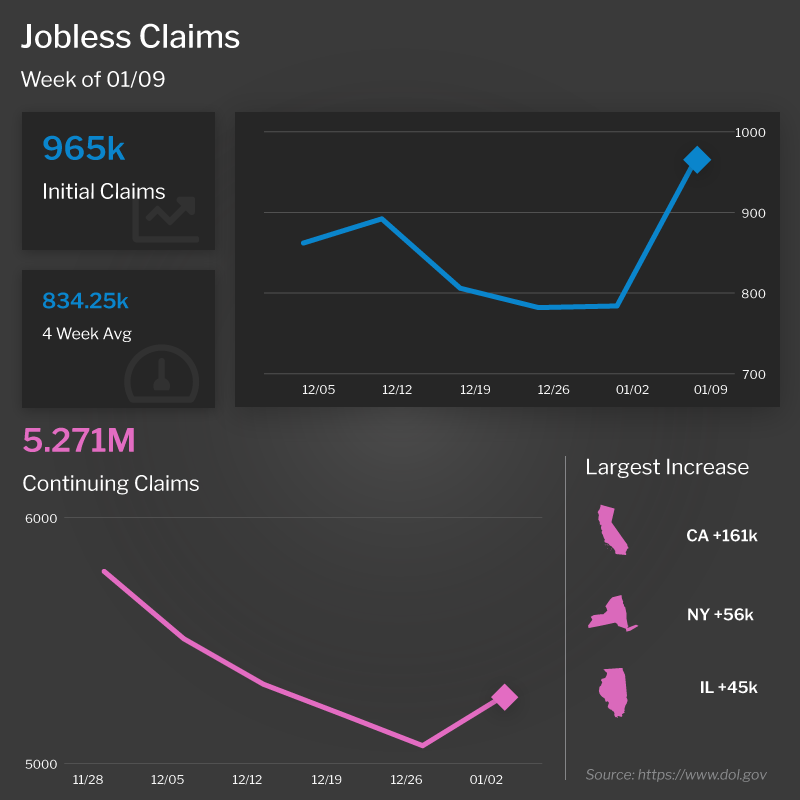 Jobless Claims
Week of 01/09
965k
Initial Claims
834.25k
4 Week Avg
1000
900
800
700
12/05 12/12 12/19 12/26 01/02 01/09
5.271M
Continuing Claims
6000
5000
11/28 12/05 12/12 12/19 12/26 01/02
Largest Increase
CA +161k
NY +56k
IL +45k
Source: https://www.dol.gov